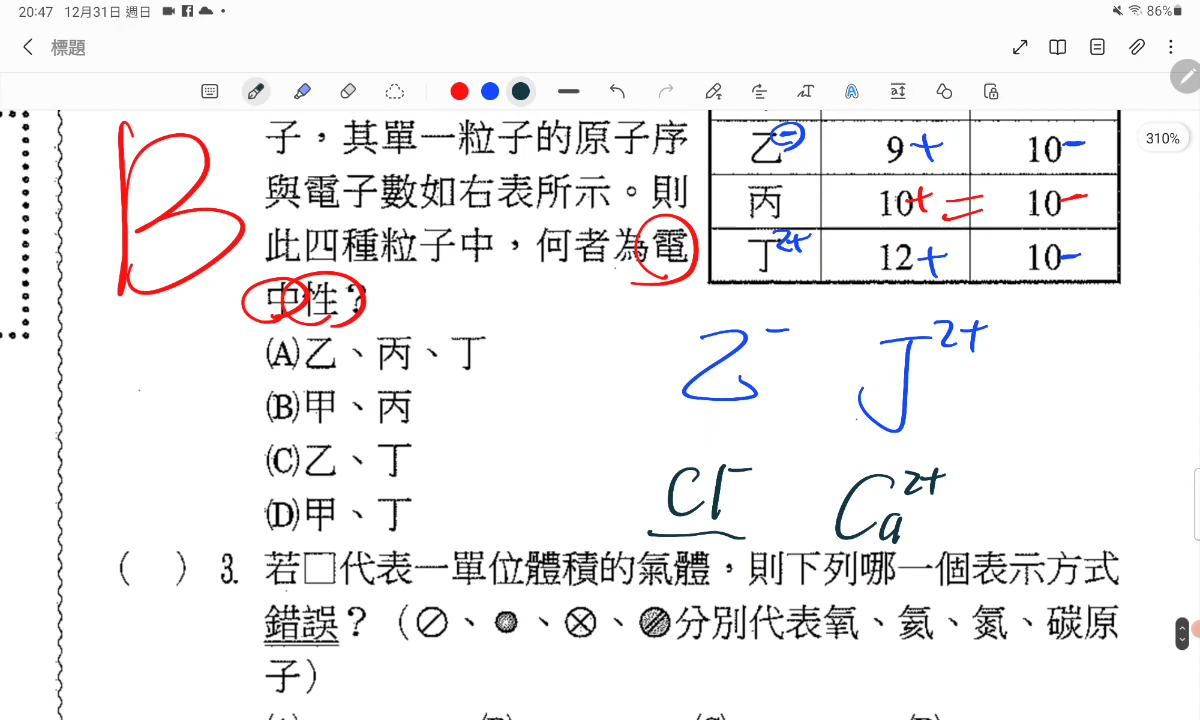 20:47 12月31日 週日 86%
標題
310%
B
子,其單一粒子的原子序
與電子數如右表所示。則
此四種粒子中,何者為電
中性?
乙⁻ 9+ 10-
丙 10+ = 10-
丁²⁺ 12+ 10-
(A)乙、丙、丁
(B)甲、丙
(C)乙、丁
(D)甲、丁
乙⁻ 丁²⁺
Cl⁻ Ca²⁺
( ) 3. 若□代表一單位體積的氣體,則下列哪一個表示方式
錯誤?(⊘、●、⊗、◍分別代表氧、氦、氮、碳原
子)